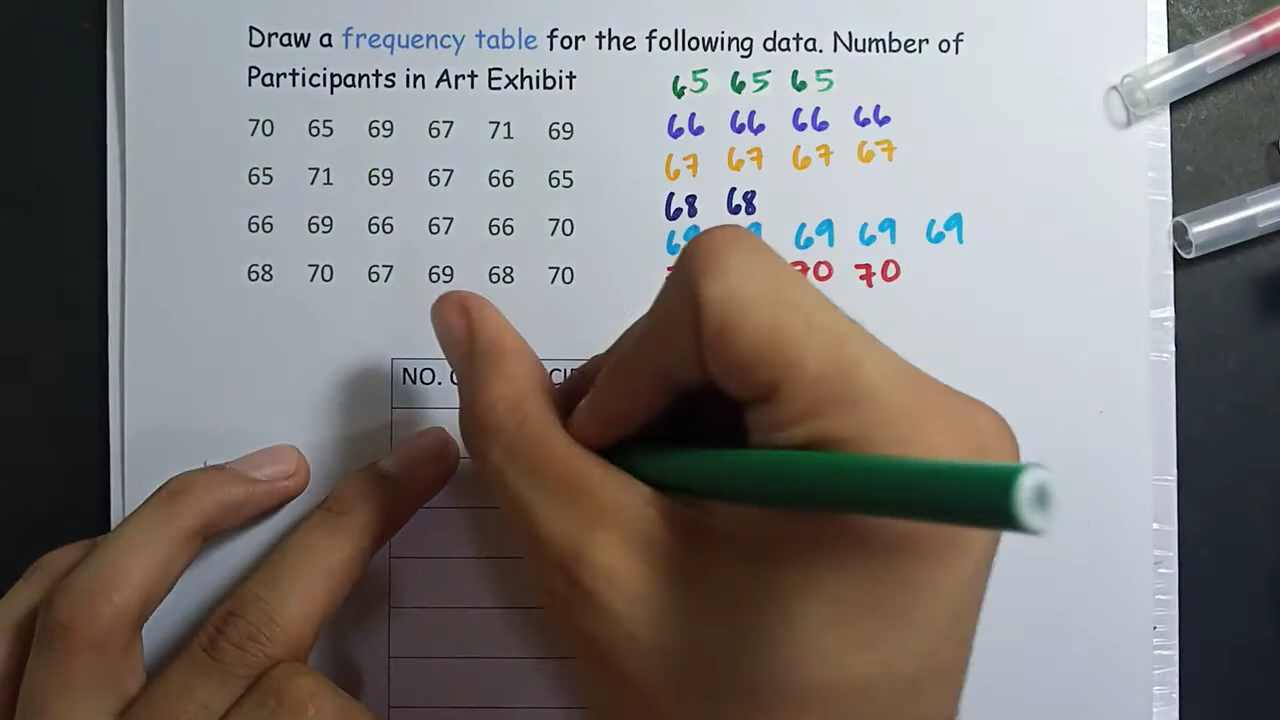 Draw a frequency table for the following data. Number of
Participants in Art Exhibit
65 65 65
70 65 69 67 71 69
66 66 66 66
67 67 67 67
65 71 69 67 66 65
68 68
66 69 66 67 66 70
69 69 69
70 70
68 70 67 69 68 70
NO.